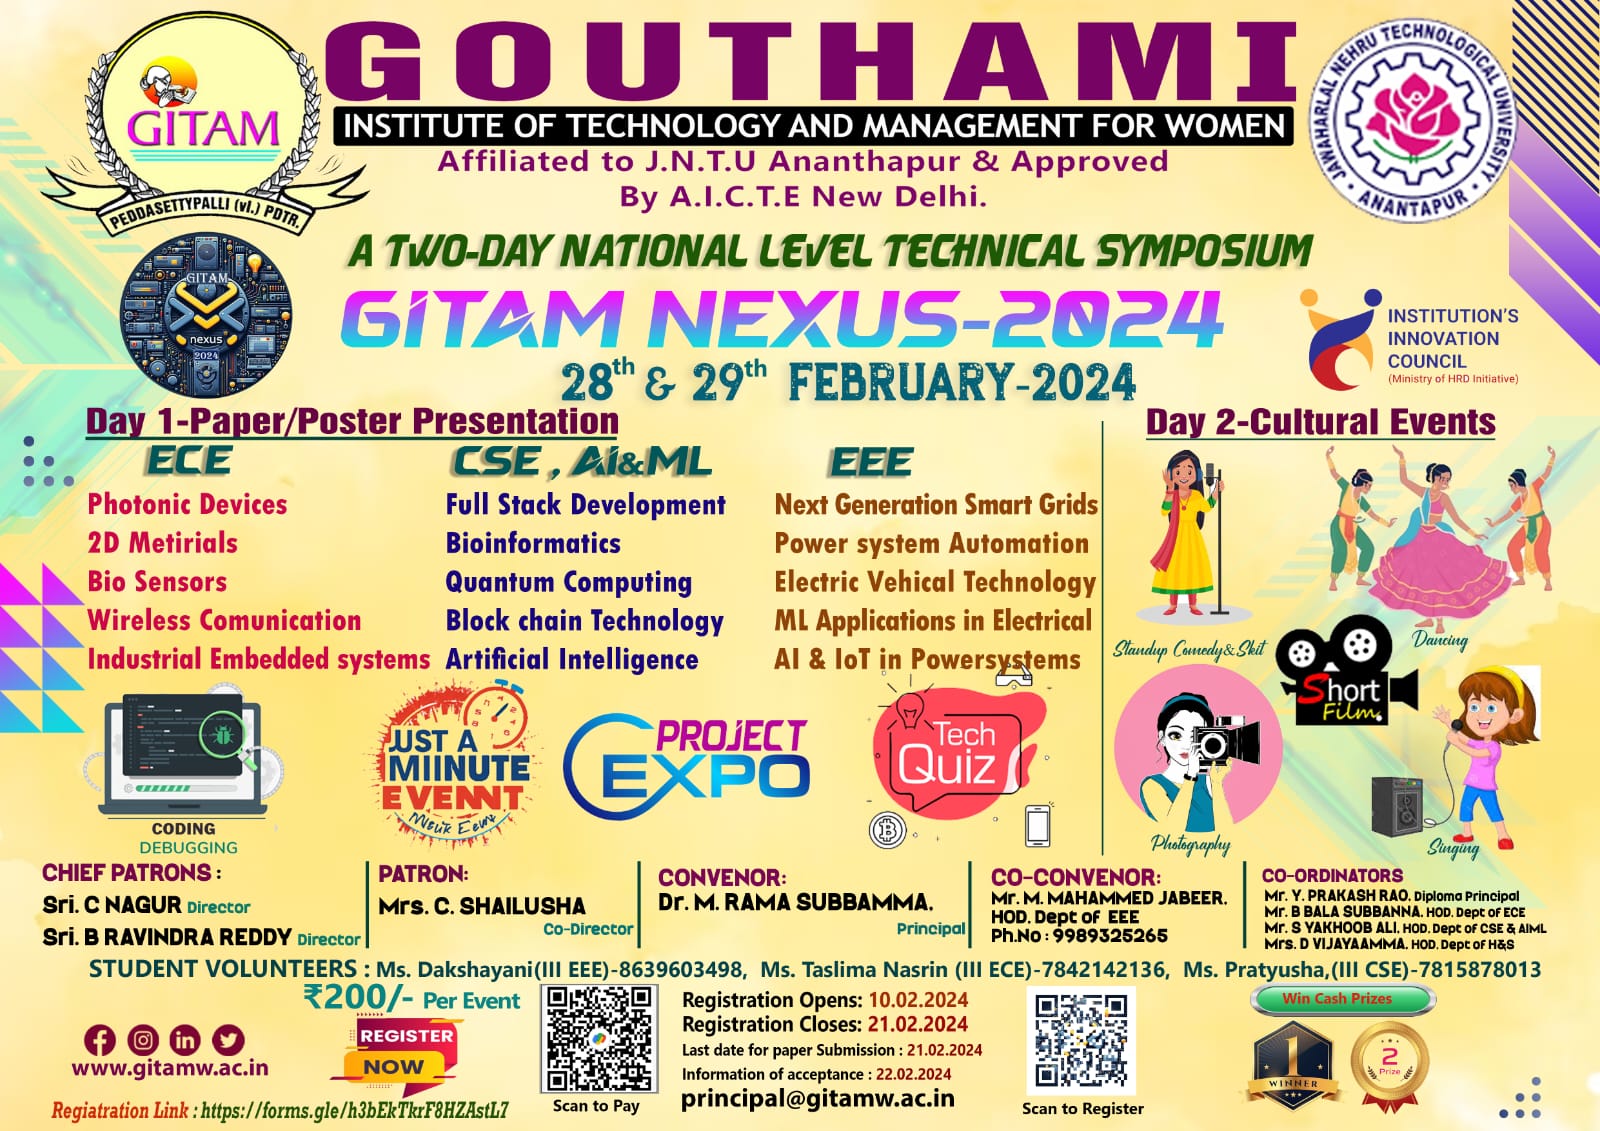 GOUTHAMI
INSTITUTE OF TECHNOLOGY AND MANAGEMENT FOR WOMEN
Affiliated to J.N.T.U Ananthapur & Approved
By A.I.C.T.E New Delhi.
GITAM
PEDDASETTYPALLI (vl.) PDTR.
JAWAHARLAL NEHRU TECHNOLOGICAL UNIVERSITY
ANANTAPUR
A TWO-DAY NATIONAL LEVEL TECHNICAL SYMPOSIUM
GITAM NEXUS-2024
28th & 29th FEBRUARY-2024
GITAM
nexus
2024
INSTITUTION'S
INNOVATION
COUNCIL
(Ministry of HRD Initiative)
Day 1-Paper/Poster Presentation
ECE
Photonic Devices
2D Metirials
Bio Sensors
Wireless Comunication
Industrial Embedded systems
CSE , AI&ML
Full Stack Development
Bioinformatics
Quantum Computing
Block chain Technology
Artificial Intelligence
EEE
Next Generation Smart Grids
Power system Automation
Electric Vehical Technology
ML Applications in Electrical
AI & IoT in Powersystems
Day 2-Cultural Events
Standup Comedy&Skit
Dancing
Short
Film.
Photography
Singing
CODING
DEBUGGING
JUST A
MIINUTE
EVENNT
PROJECT
EXPO
Tech
Quiz
CHIEF PATRONS :
Sri. C NAGUR Director
Sri. B RAVINDRA REDDY Director
PATRON:
Mrs. C. SHAILUSHA
Co-Director
CONVENOR:
Dr. M. RAMA SUBBAMMA.
Principal
CO-CONVENOR:
Mr. M. MAHAMMED JABEER.
HOD. Dept of EEE
Ph.No : 9989325265
CO-ORDINATORS
Mr. Y. PRAKASH RAO. Diploma Principal
Mr. B BALA SUBBANNA. HOD. Dept of ECE
Mr. S YAKHOOB ALI. HOD. Dept of CSE & AIML
Mrs. D VIJAYAAMMA. HOD. Dept of H&S
STUDENT VOLUNTEERS : Ms. Dakshayani(III EEE)-8639603498, Ms. Taslima Nasrin (III ECE)-7842142136, Ms. Pratyusha,(III CSE)-7815878013
₹200/- Per Event
REGISTER
NOW
www.gitamw.ac.in
Regiatration Link : https://forms.gle/h3bEkTkrF8HZAstL7
Scan to Pay
Registration Opens: 10.02.2024
Registration Closes: 21.02.2024
Last date for paper Submission : 21.02.2024
Information of acceptance : 22.02.2024
principal@gitamw.ac.in
Scan to Register
Win Cash Prizes
1
WINNER
2
Prize